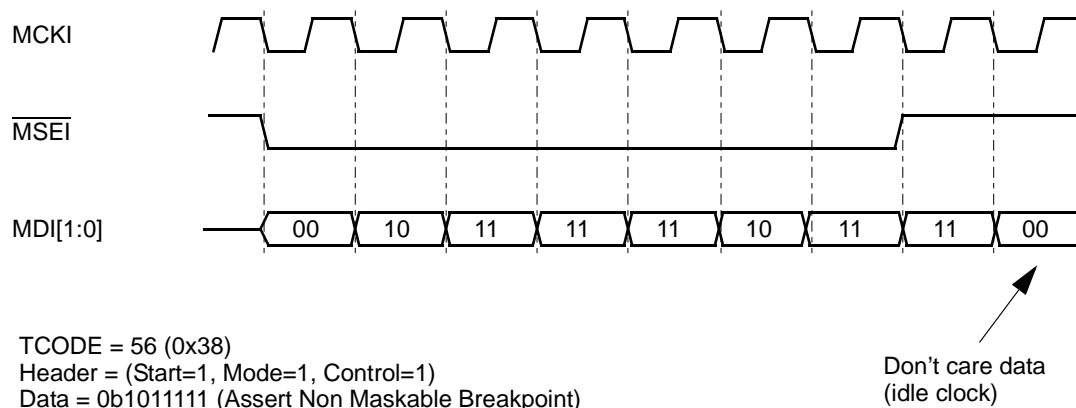 MCKI
MSEI
MDI[1:0]
00 10 11 11 11 10 11 11 00
TCODE = 56 (0x38)
Header = (Start=1, Mode=1, Control=1)
Data = 0b1011111 (Assert Non Maskable Breakpoint)
Don't care data
(idle clock)